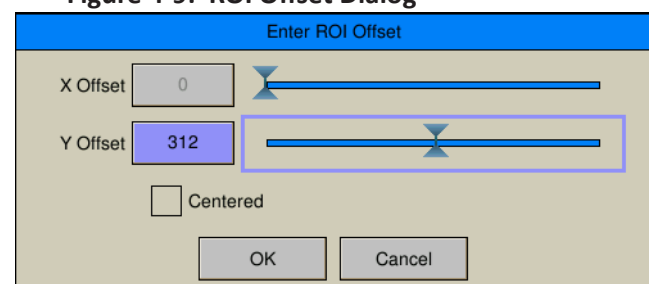 Figure 4-9: ROI Offset Dialog
Enter ROI Offset
X Offset 0
Y Offset 312
Centered
OK Cancel